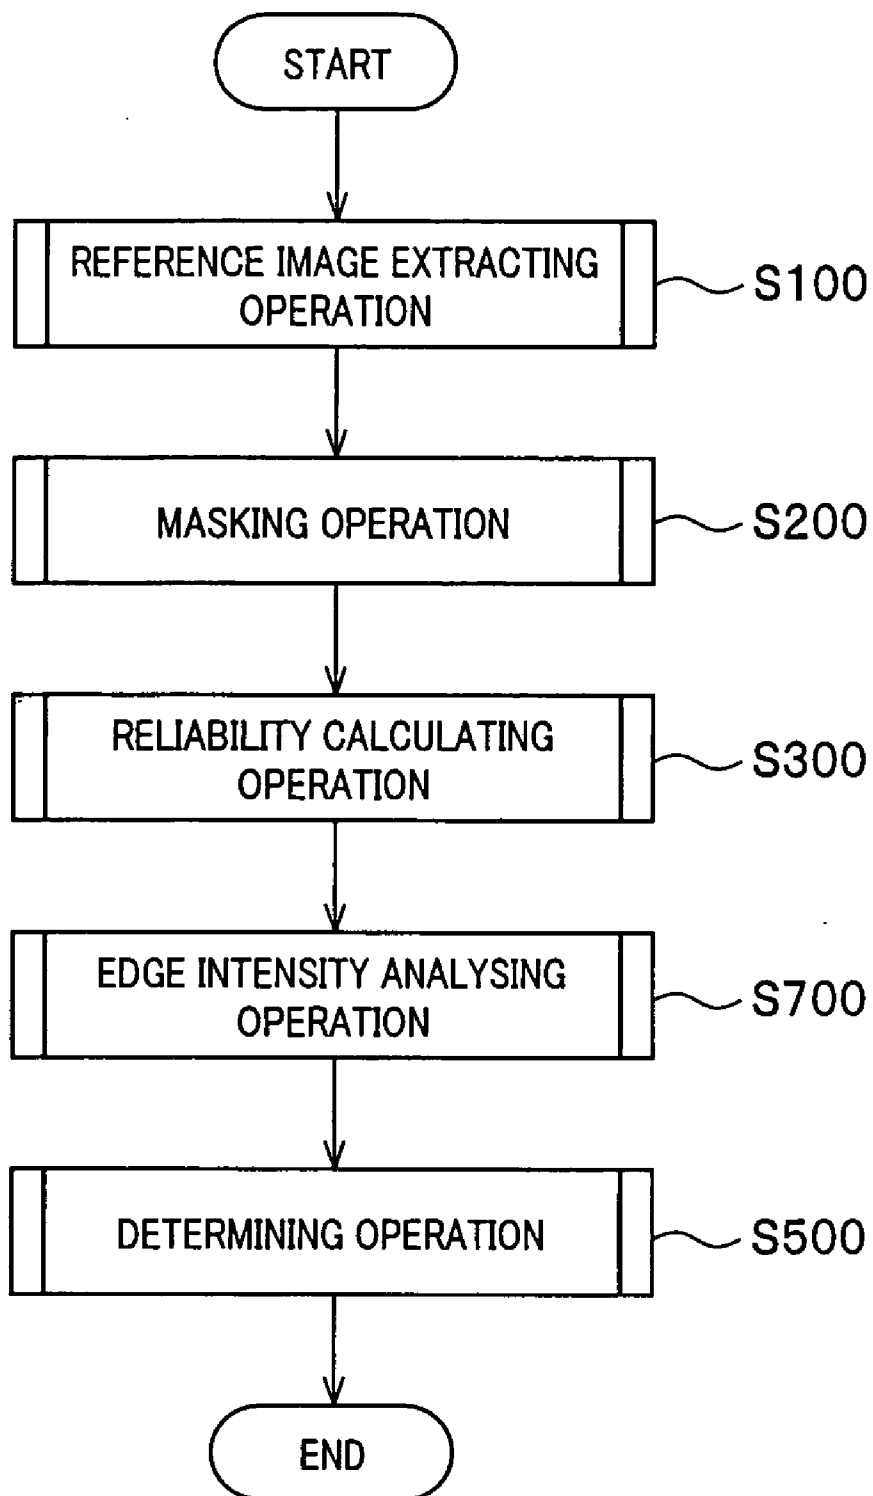 START
REFERENCE IMAGE EXTRACTING
OPERATION
S100
MASKING OPERATION
S200
RELIABILITY CALCULATING
OPERATION
S300
EDGE INTENSITY ANALYSING
OPERATION
S700
DETERMINING OPERATION
S500
END